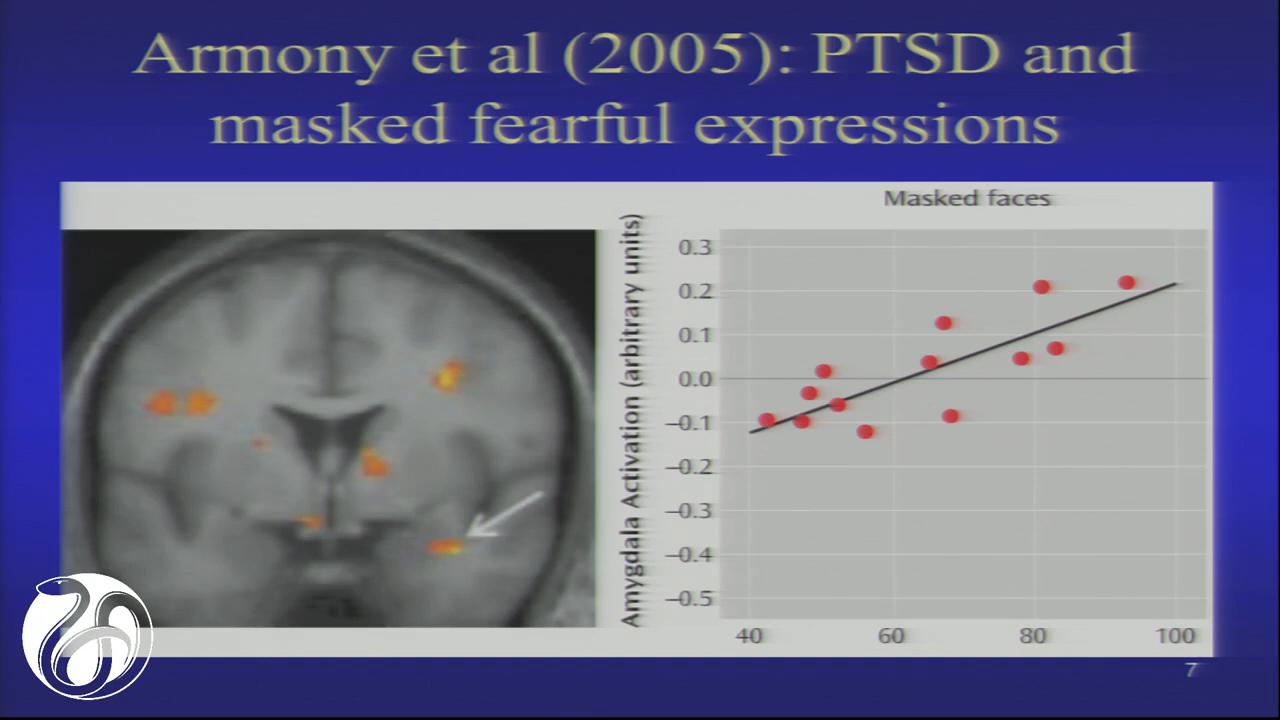 Armony et al (2005): PTSD and
masked fearful expressions
Masked faces
Amygdala Activation (arbitrary units)
0.3
0.2
0.1
0.0
–0.1
–0.2
–0.3
–0.4
–0.5
40 60 80 100
7